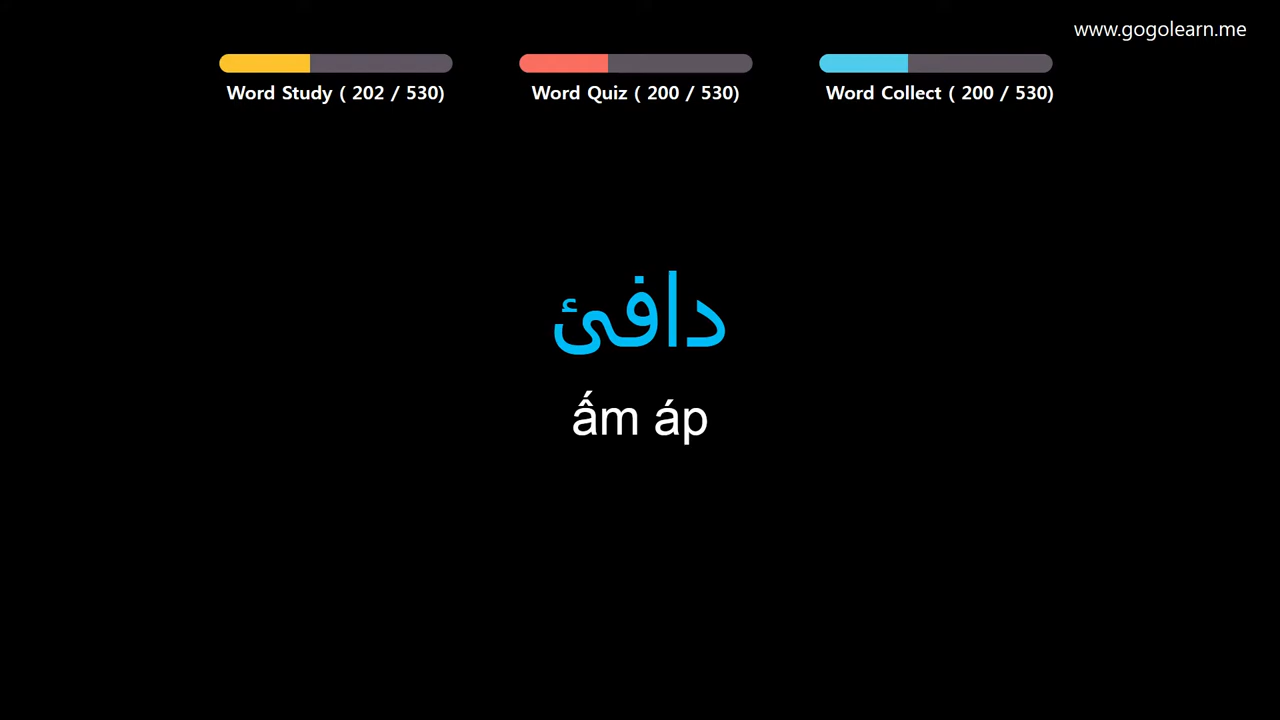 www.gogolearn.me
Word Study ( 202 / 530)
Word Quiz ( 200 / 530)
Word Collect ( 200 / 530)
دافئ
ấm áp